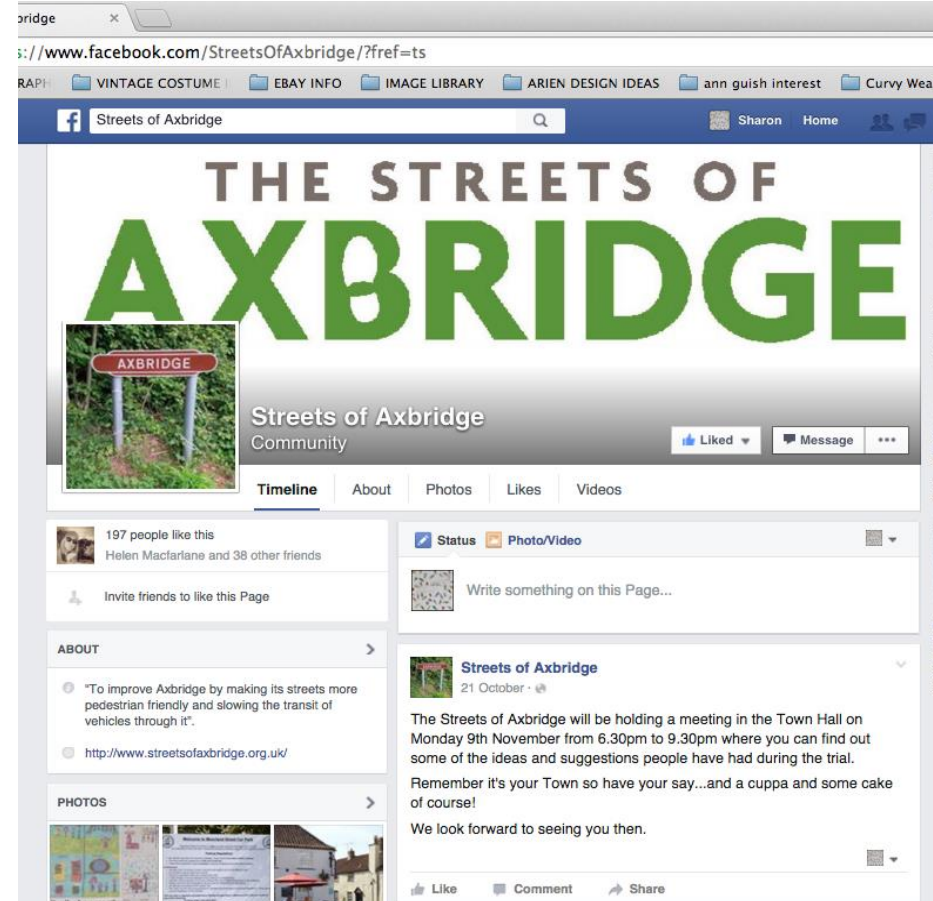 bridge
s://www.facebook.com/StreetsOfAxbridge/?fref=ts
RAPH VINTAGE COSTUME EBAY INFO IMAGE LIBRARY ARIEN DESIGN IDEAS ann guish interest Curvy Wea
Streets of Axbridge Sharon Home
THE STREETS OF
AXBRIDGE
AXBRIDGE
Streets of Axbridge
Community
Liked Message
Timeline About Photos Likes Videos
197 people like this
Helen Macfarlane and 38 other friends
Invite friends to like this Page
ABOUT
"To improve Axbridge by making its streets more
pedestrian friendly and slowing the transit of
vehicles through it".
http://www.streetsofaxbridge.org.uk/
PHOTOS
Status Photo/Video
Write something on this Page...
Streets of Axbridge
21 October
The Streets of Axbridge will be holding a meeting in the Town Hall on
Monday 9th November from 6.30pm to 9.30pm where you can find out
some of the ideas and suggestions people have had during the trial.
Remember it's your Town so have your say...and a cuppa and some cake
of course!
We look forward to seeing you then.
Like Comment Share